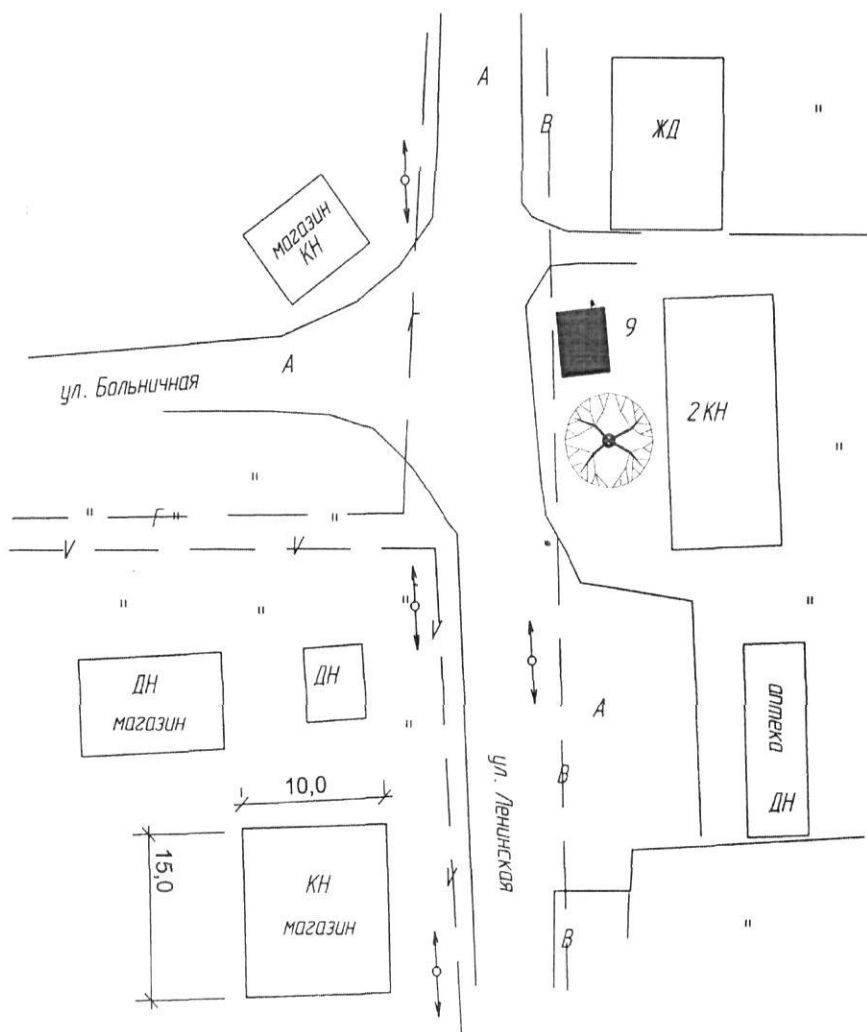 А
В
ЖД
"
магазин
КН
Г
9
А
ул. Больничная
2 КН
"
"
"
Г
"
"
V
V
"
"
"
"
V
ДН
магазин
ДН
"
А
аптека
ДН
10,0
В
ул. Ленинская
15,0
КН
магазин
V
В
"